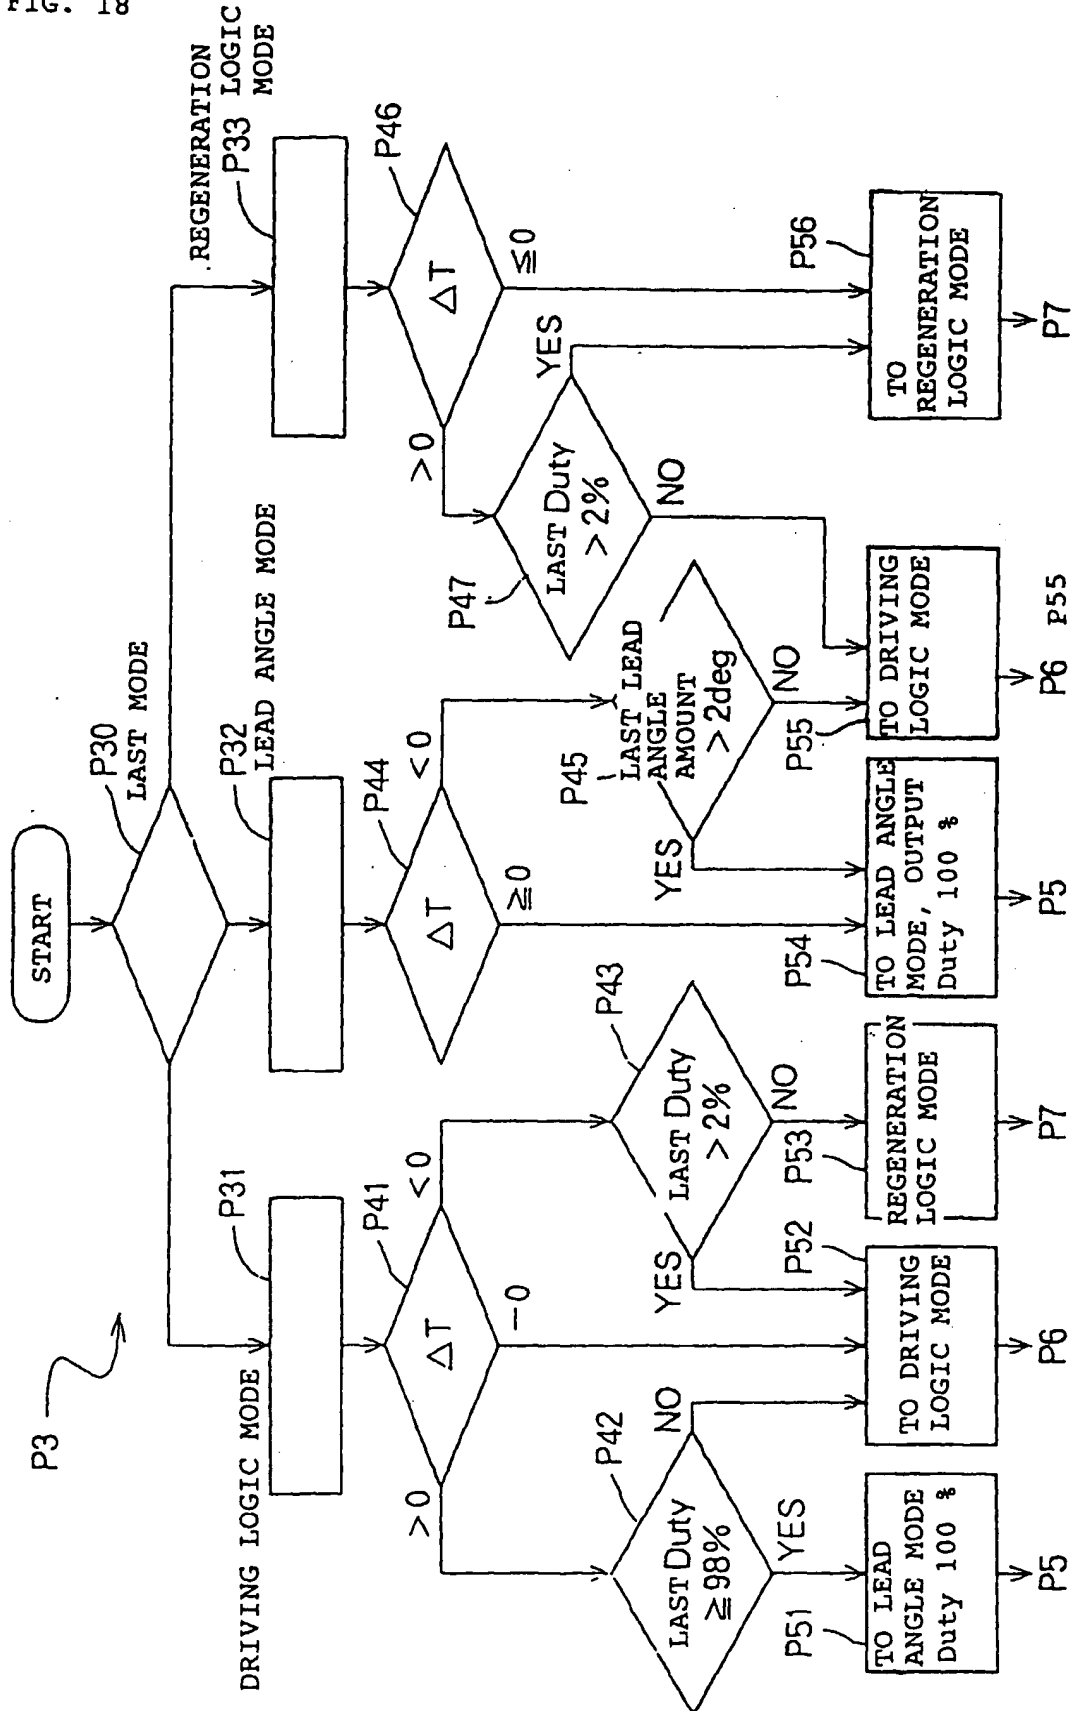 FIG. 18
P3
START
P30
LAST MODE
DRIVING LOGIC MODE
P31
P32
LEAD ANGLE MODE
.REGENERATION
P33 LOGIC
MODE
>0
ΔT
P41
<0
—0
ΔT
P44
<0
≧0
>0
ΔT
P46
≦0
LAST Duty
≧98%
P42
NO
YES
YES
LAST Duty
>2%
P43
NO
YES
P45
LAST LEAD
ANGLE
AMOUNT
>2deg
NO
P47
LAST Duty
>2%
YES
NO
P51
TO LEAD
ANGLE MODE
Duty 100 %
P52
TO DRIVING
LOGIC MODE
P53
REGENERATION
LOGIC MODE
P54
TO LEAD ANGLE
MODE, OUTPUT
Duty 100 %
P55
TO DRIVING
LOGIC MODE
P56
TO
REGENERATION
LOGIC MODE
P5
P6
P7
P5
P6
P55
P7